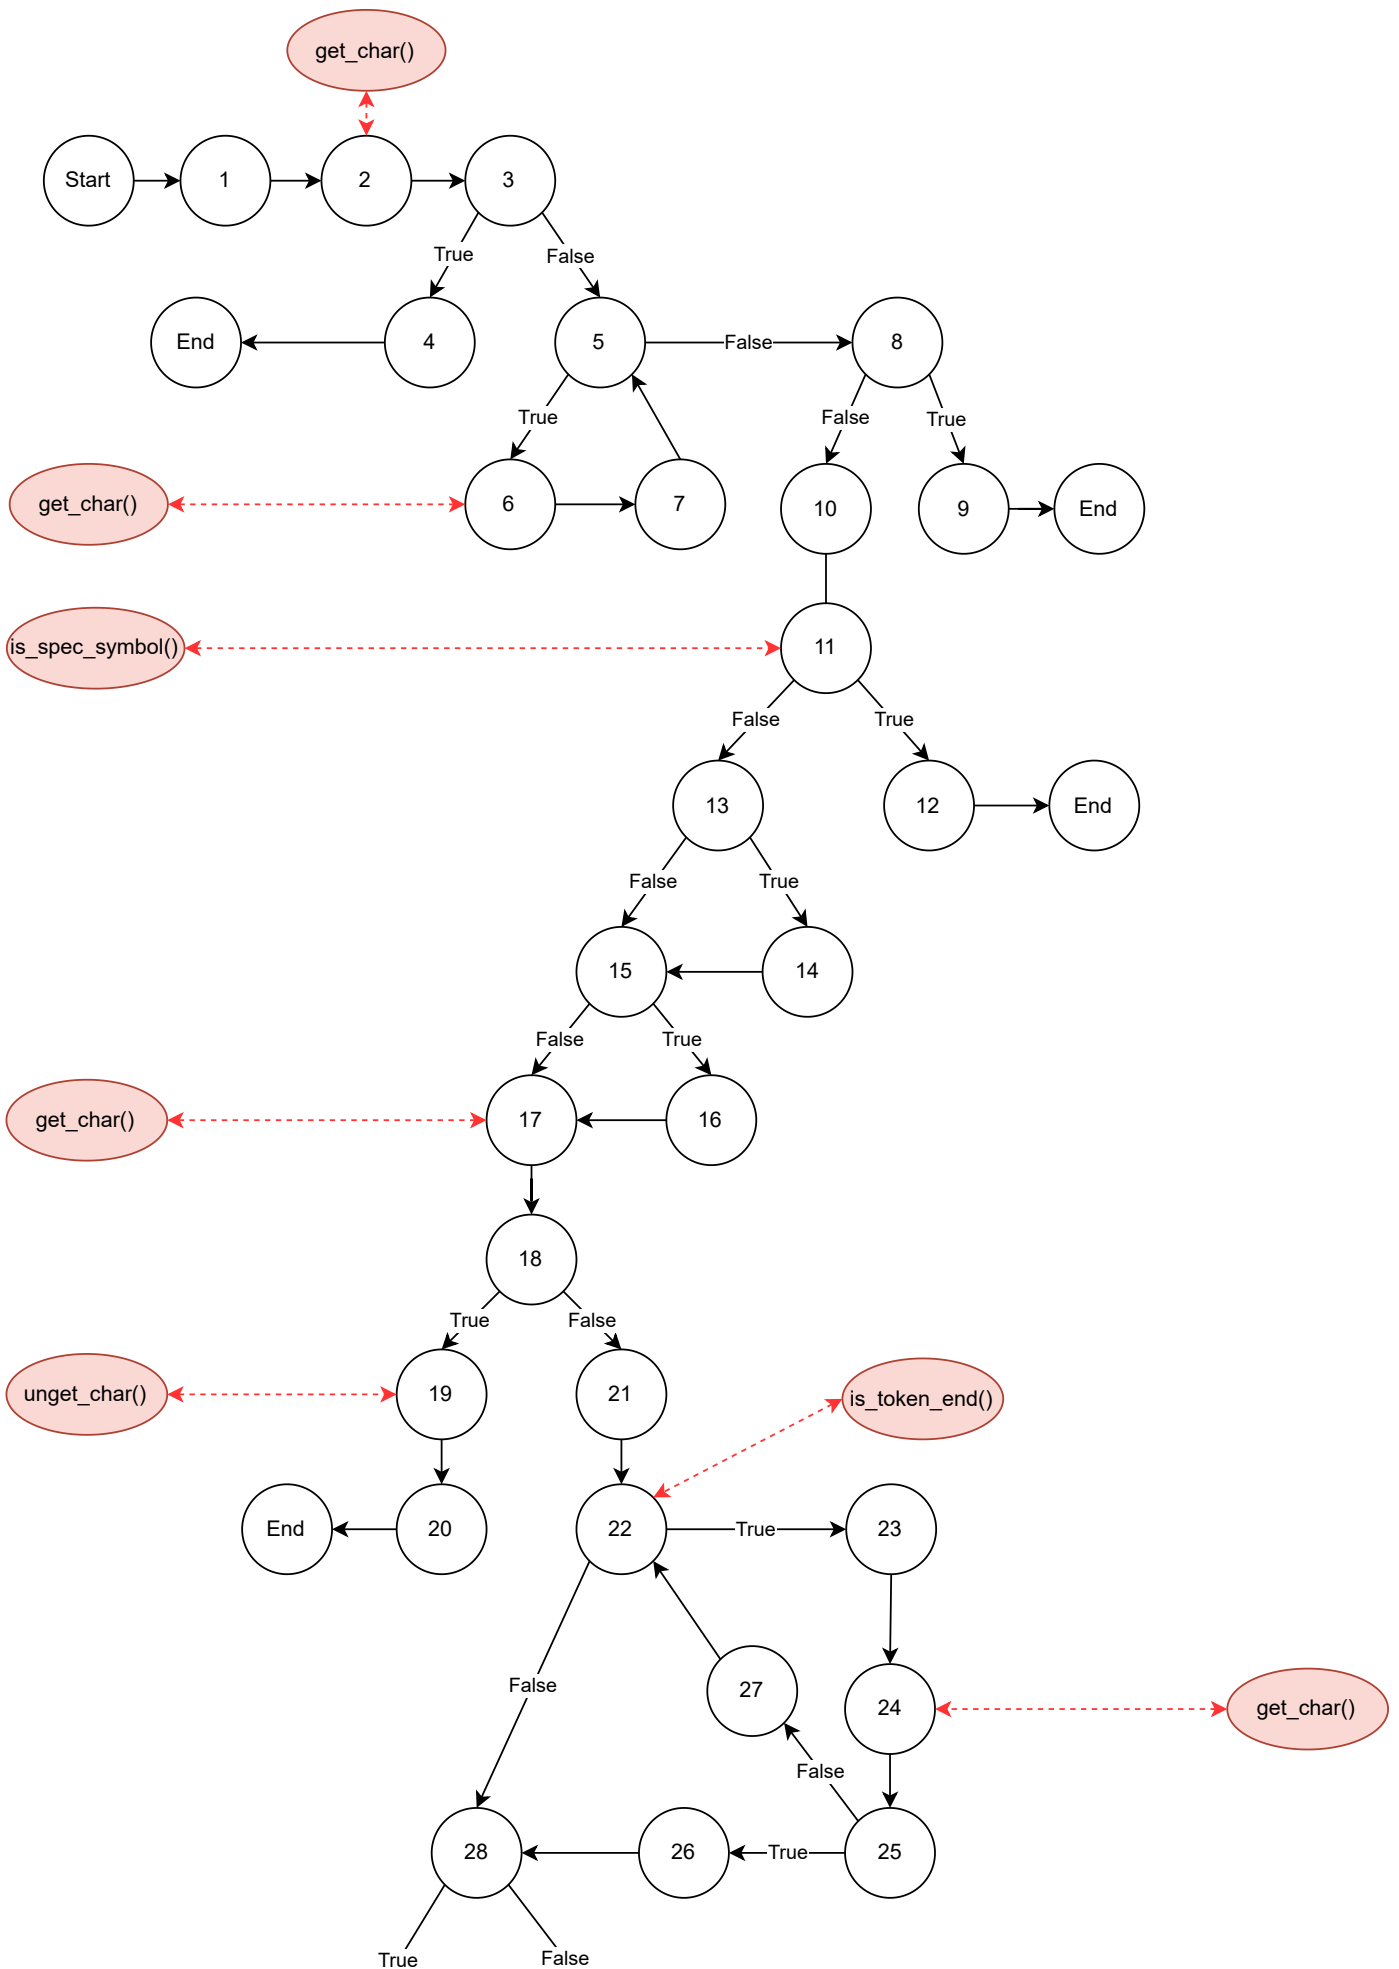 get_char()
Start
1
2
3
True
False
End
4
5
False
8
True
False
True
get_char()
6
7
10
9
End
is_spec_symbol()
11
False
True
13
12
End
False
True
15
14
False
True
get_char()
17
16
18
True
False
unget_char()
19
21
is_token_end()
End
20
22
True
23
False
27
24
get_char()
False
28
26
True
25
True
False